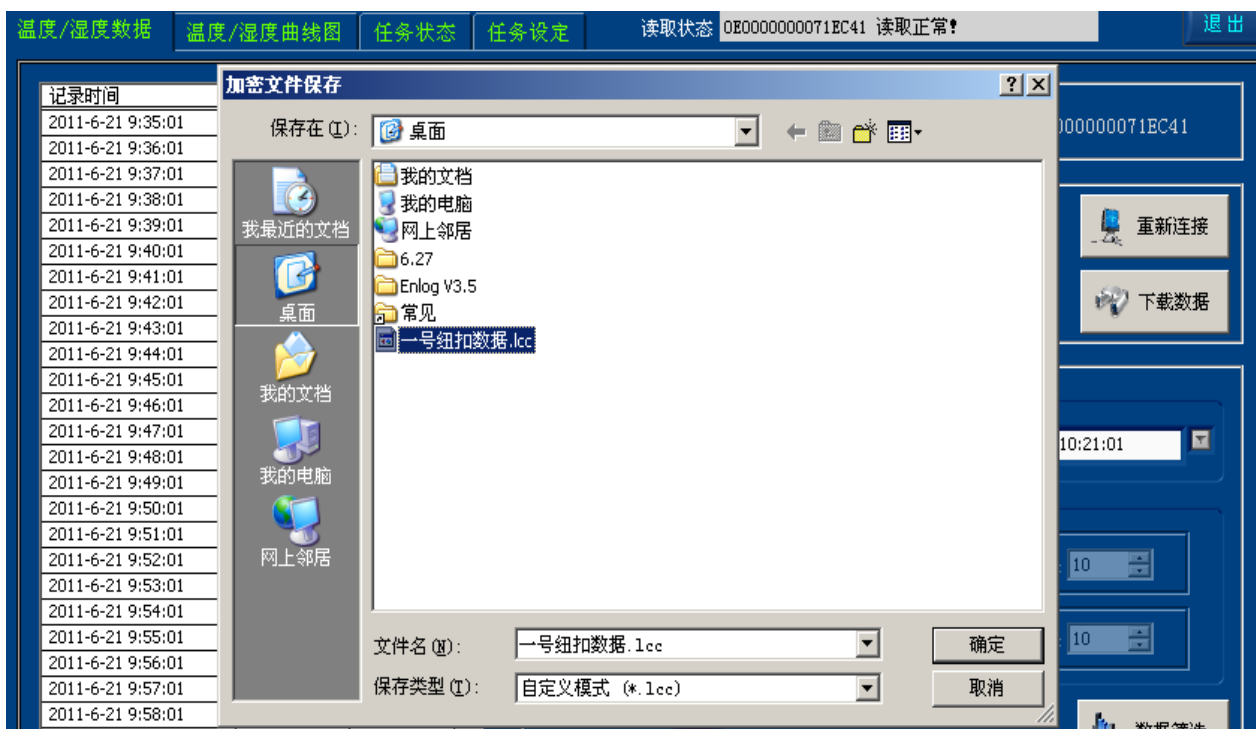 温度/湿度数据
温度/湿度曲线图
任务状态
任务设定
读取状态
0E0000000071EC41 读取正常!
退出
记录时间
2011-6-21 9:35:01
2011-6-21 9:36:01
2011-6-21 9:37:01
2011-6-21 9:38:01
2011-6-21 9:39:01
2011-6-21 9:40:01
2011-6-21 9:41:01
2011-6-21 9:42:01
2011-6-21 9:43:01
2011-6-21 9:44:01
2011-6-21 9:45:01
2011-6-21 9:46:01
2011-6-21 9:47:01
2011-6-21 9:48:01
2011-6-21 9:49:01
2011-6-21 9:50:01
2011-6-21 9:51:01
2011-6-21 9:52:01
2011-6-21 9:53:01
2011-6-21 9:54:01
2011-6-21 9:55:01
2011-6-21 9:56:01
2011-6-21 9:57:01
2011-6-21 9:58:01
加密文件保存
保存在(I):
桌面
我最近的文档
桌面
我的文档
我的电脑
网上邻居
我的文档
我的电脑
网上邻居
6.27
Enlog V3.5
常见
一号纽扣数据.lcc
文件名(N):
一号纽扣数据.lcc
确定
保存类型(T):
自定义模式 (*.lcc)
取消
000000071EC41
重新连接
下载数据
10:21:01
10
10
数据筛选